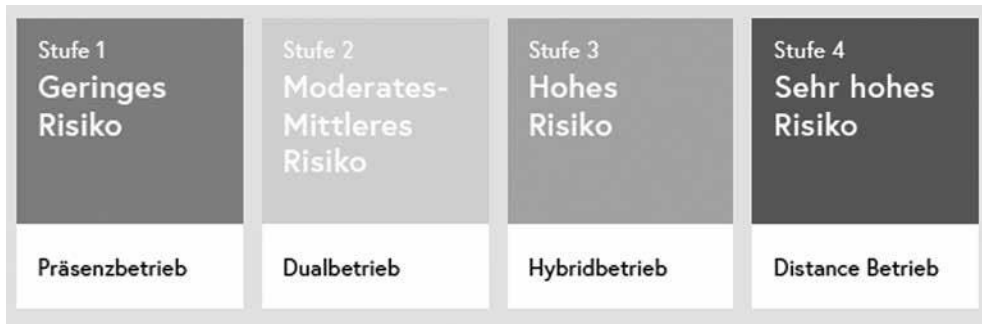 Stufe 1
Geringes
Risiko
Präsenzbetrieb
Stufe 2
Moderates-
Mittleres
Risiko
Dualbetrieb
Stufe 3
Hohes
Risiko
Hybridbetrieb
Stufe 4
Sehr hohes
Risiko
Distance Betrieb